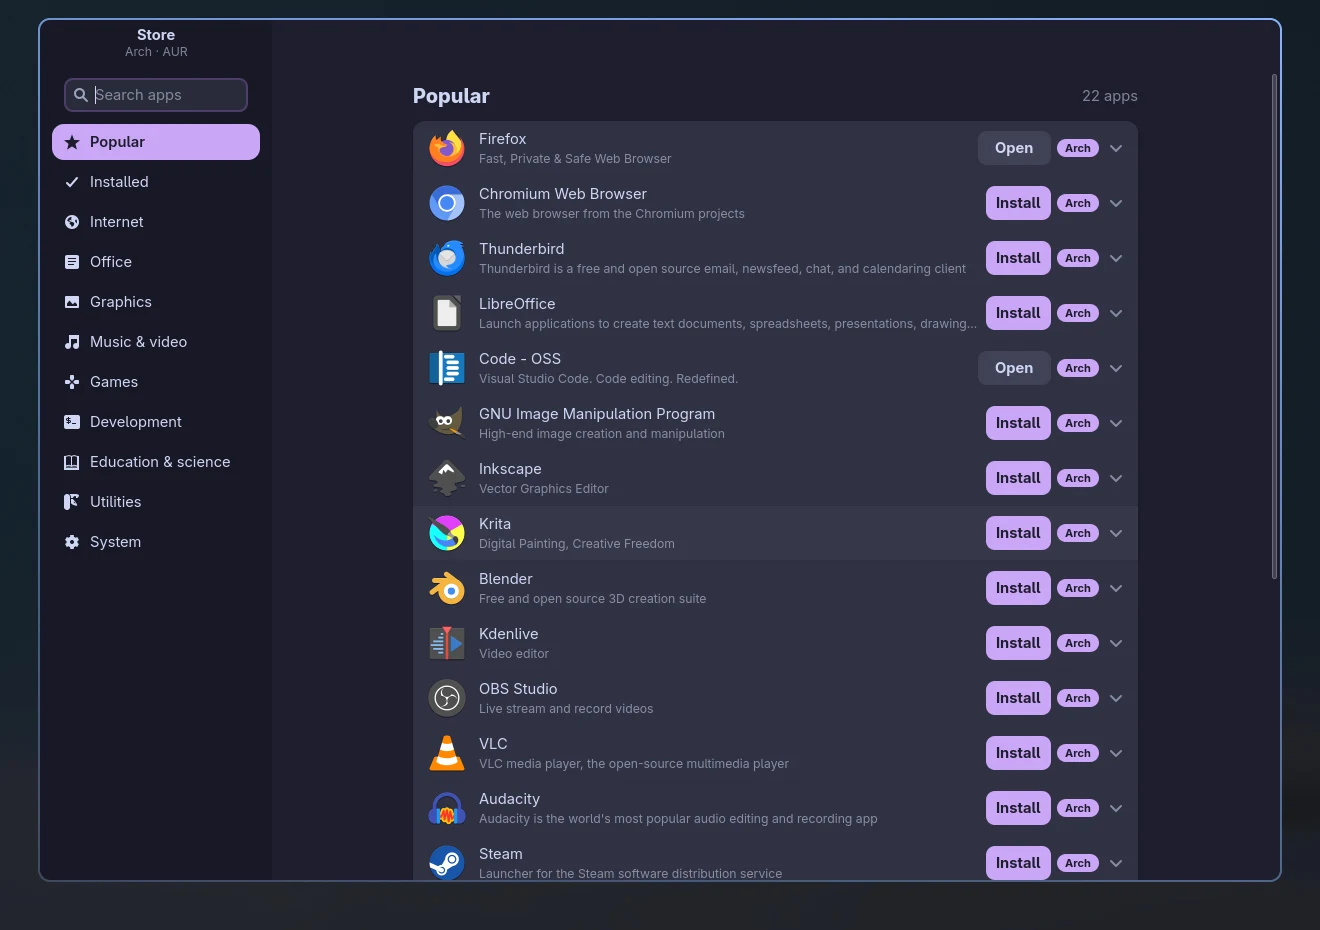 Store
Arch · AUR
Search apps
Popular
Installed
Internet
Office
Graphics
Music & video
Games
Development
Education & science
Utilities
System
Popular
22 apps
Firefox
Fast, Private & Safe Web Browser
Open
Arch
Chromium Web Browser
The web browser from the Chromium projects
Install
Arch
Thunderbird
Thunderbird is a free and open source email, newsfeed, chat, and calendaring client
Install
Arch
LibreOffice
Launch applications to create text documents, spreadsheets, presentations, drawing...
Install
Arch
Code - OSS
Visual Studio Code. Code editing. Redefined.
Open
Arch
GNU Image Manipulation Program
High-end image creation and manipulation
Install
Arch
Inkscape
Vector Graphics Editor
Install
Arch
Krita
Digital Painting, Creative Freedom
Install
Arch
Blender
Free and open source 3D creation suite
Install
Arch
Kdenlive
Video editor
Install
Arch
OBS Studio
Live stream and record videos
Install
Arch
VLC
VLC media player, the open-source multimedia player
Install
Arch
Audacity
Audacity is the world's most popular audio editing and recording app
Install
Arch
Steam
Launcher for the Steam software distribution service
Install
Arch